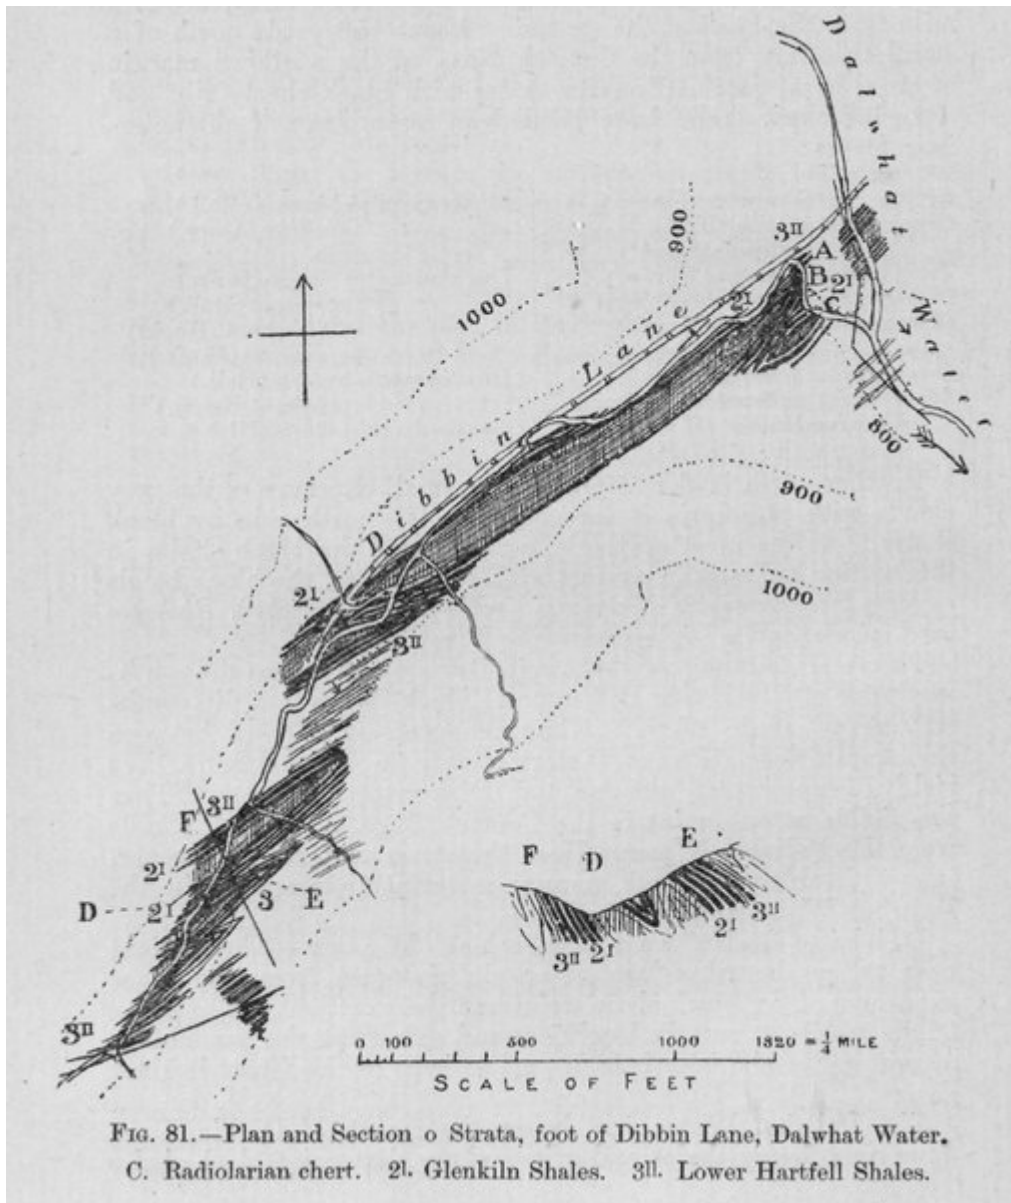 Dalwhat Water
900
3II
A
1000
B
2I
2I
C
Dibbin Lane
800
900
1000
2I
3II
F
3II
2I
D
2I
3
E
3II
F D E
3II 2I 2I 3II
0 100 500 1000 1320 = 1/4 MILE
SCALE OF FEET
FIG. 81.—Plan and Section o Strata, foot of Dibbin Lane, Dalwhat Water.
C. Radiolarian chert. 2I. Glenkiln Shales. 3II. Lower Hartfell Shales.